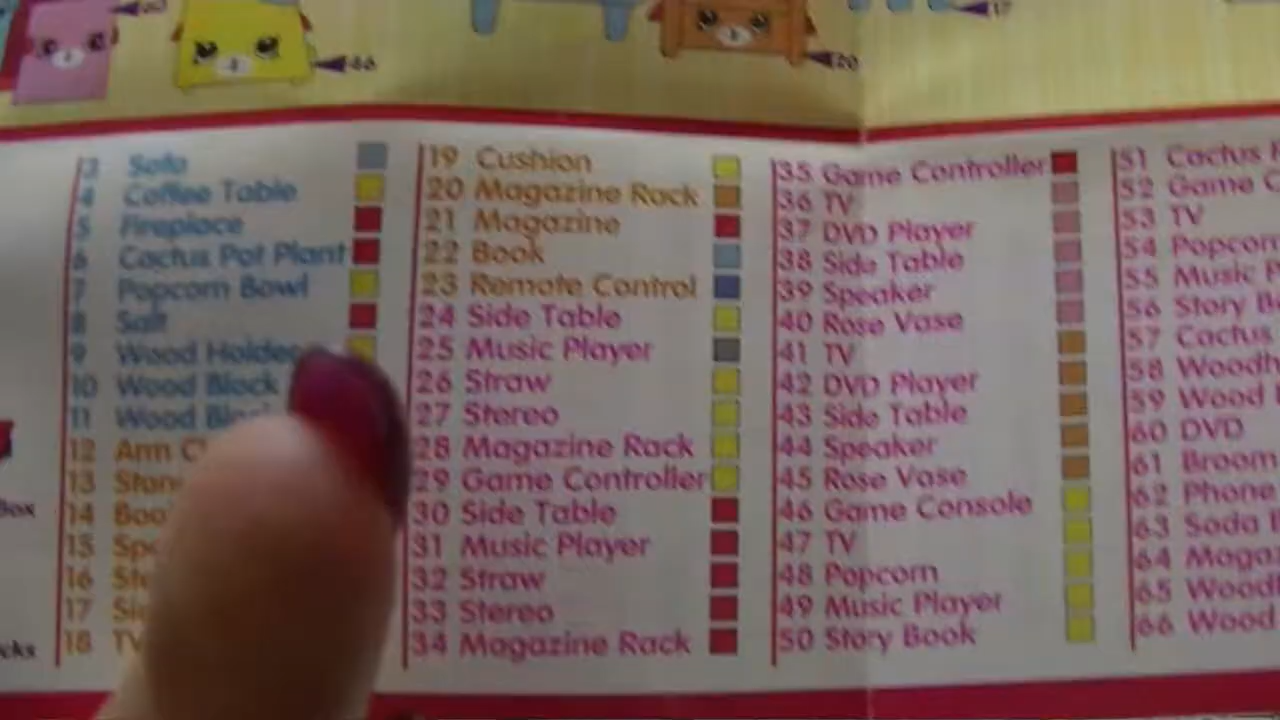 46
20
17
3 Sofa
4 Coffee Table
5 Fireplace
6 Cactus Pot Plant
7 Popcorn Bowl
8 Salt
9 Wood Holder
10 Wood Block
11 Wood
12 Arm
13
14
15
16
17
18 TV
Box
19 Cushion
20 Magazine Rack
21 Magazine
22 Book
23 Remote Control
24 Side Table
25 Music Player
26 Straw
27 Stereo
28 Magazine Rack
29 Game Controller
30 Side Table
31 Music Player
32 Straw
33 Stereo
34 Magazine Rack
35 Game Controller
36 TV
37 DVD Player
38 Side Table
39 Speaker
40 Rose Vase
41 TV
42 DVD Player
43 Side Table
44 Speaker
45 Rose Vase
46 Game Console
47 TV
48 Popcorn
49 Music Player
50 Story Book
51 Cactus
52 Game
53 TV
54 Popcorn
55 Music
56 Story
57 Cactus
58
59 Wood
60 DVD
61 Broom
62 Phone
63 Soda
64
65
66 Wood